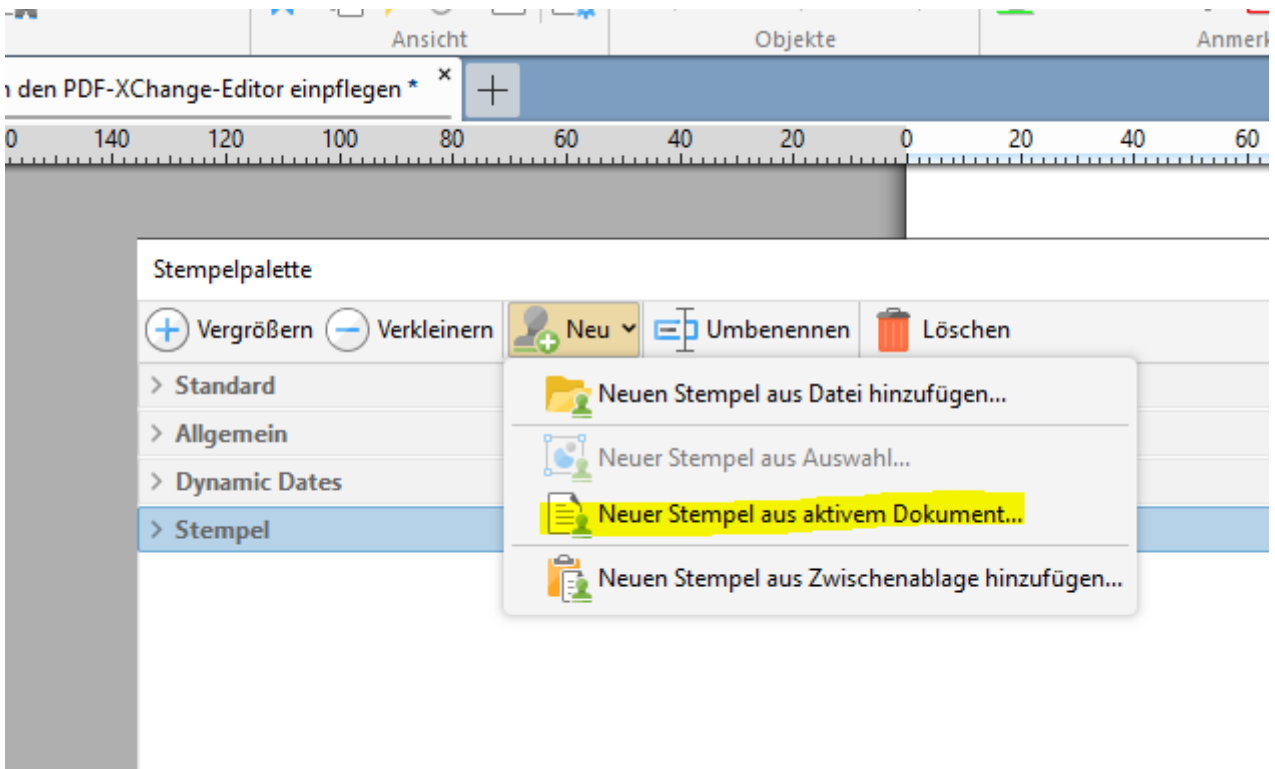 Ansicht Objekte
den PDF-XChange-Editor einpflegen *
140 120 100 80 60 40 20 0 20 40 60
Stempelpalette
Vergrößern Verkleinern Neu Umbenennen Löschen
Standard
Allgemein
Dynamic Dates
Stempel
Neuen Stempel aus Datei hinzufügen...
Neuer Stempel aus Auswahl...
Neuer Stempel aus aktivem Dokument...
Neuen Stempel aus Zwischenablage hinzufügen...